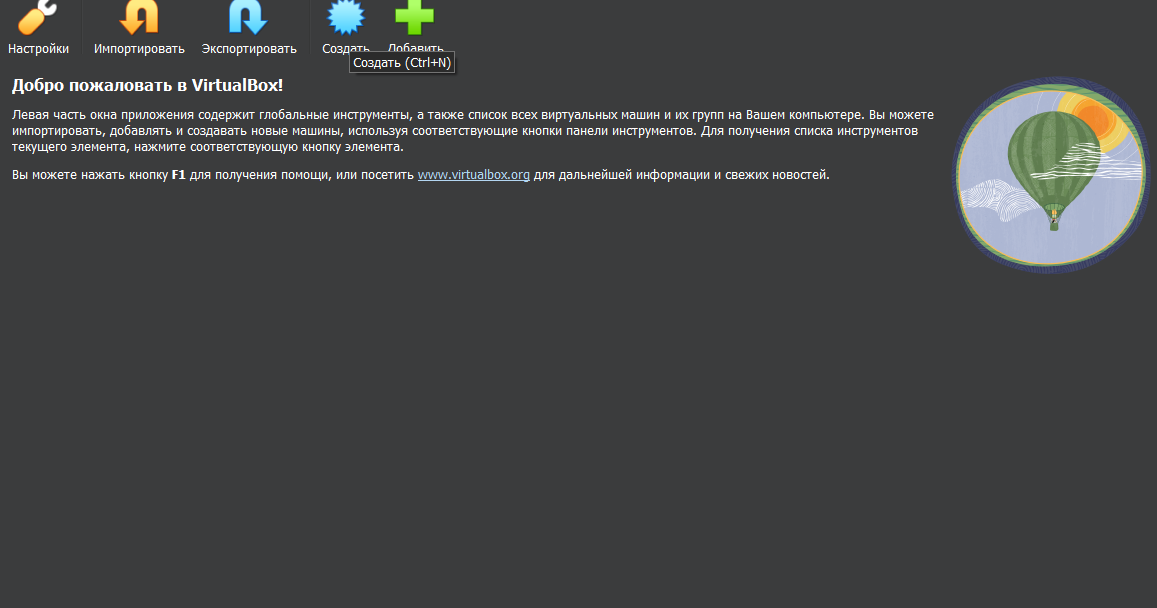 Настройки Импортировать Экспортировать Создать Добавить
Создать (Ctrl+N)
Добро пожаловать в VirtualBox!
Левая часть окна приложения содержит глобальные инструменты, а также список всех виртуальных машин и их групп на Вашем компьютере. Вы можете
импортировать, добавлять и создавать новые машины, используя соответствующие кнопки панели инструментов. Для получения списка инструментов
текущего элемента, нажмите соответствующую кнопку элемента.
Вы можете нажать кнопку F1 для получения помощи, или посетить www.virtualbox.org для дальнейшей информации и свежих новостей.